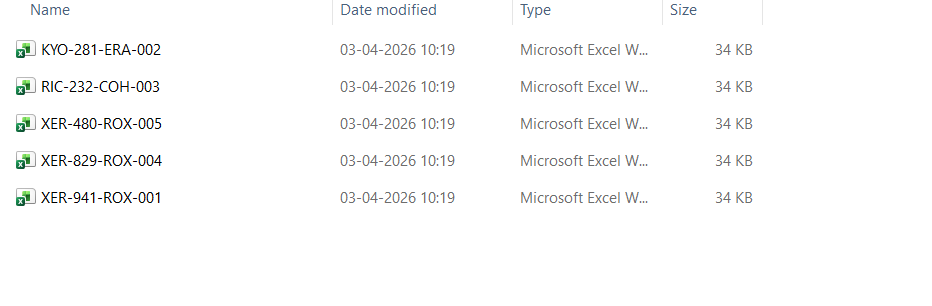 Name Date modified Type Size
KYO-281-ERA-002 03-04-2026 10:19 Microsoft Excel W... 34 KB
RIC-232-COH-003 03-04-2026 10:19 Microsoft Excel W... 34 KB
XER-480-ROX-005 03-04-2026 10:19 Microsoft Excel W... 34 KB
XER-829-ROX-004 03-04-2026 10:19 Microsoft Excel W... 34 KB
XER-941-ROX-001 03-04-2026 10:19 Microsoft Excel W... 34 KB